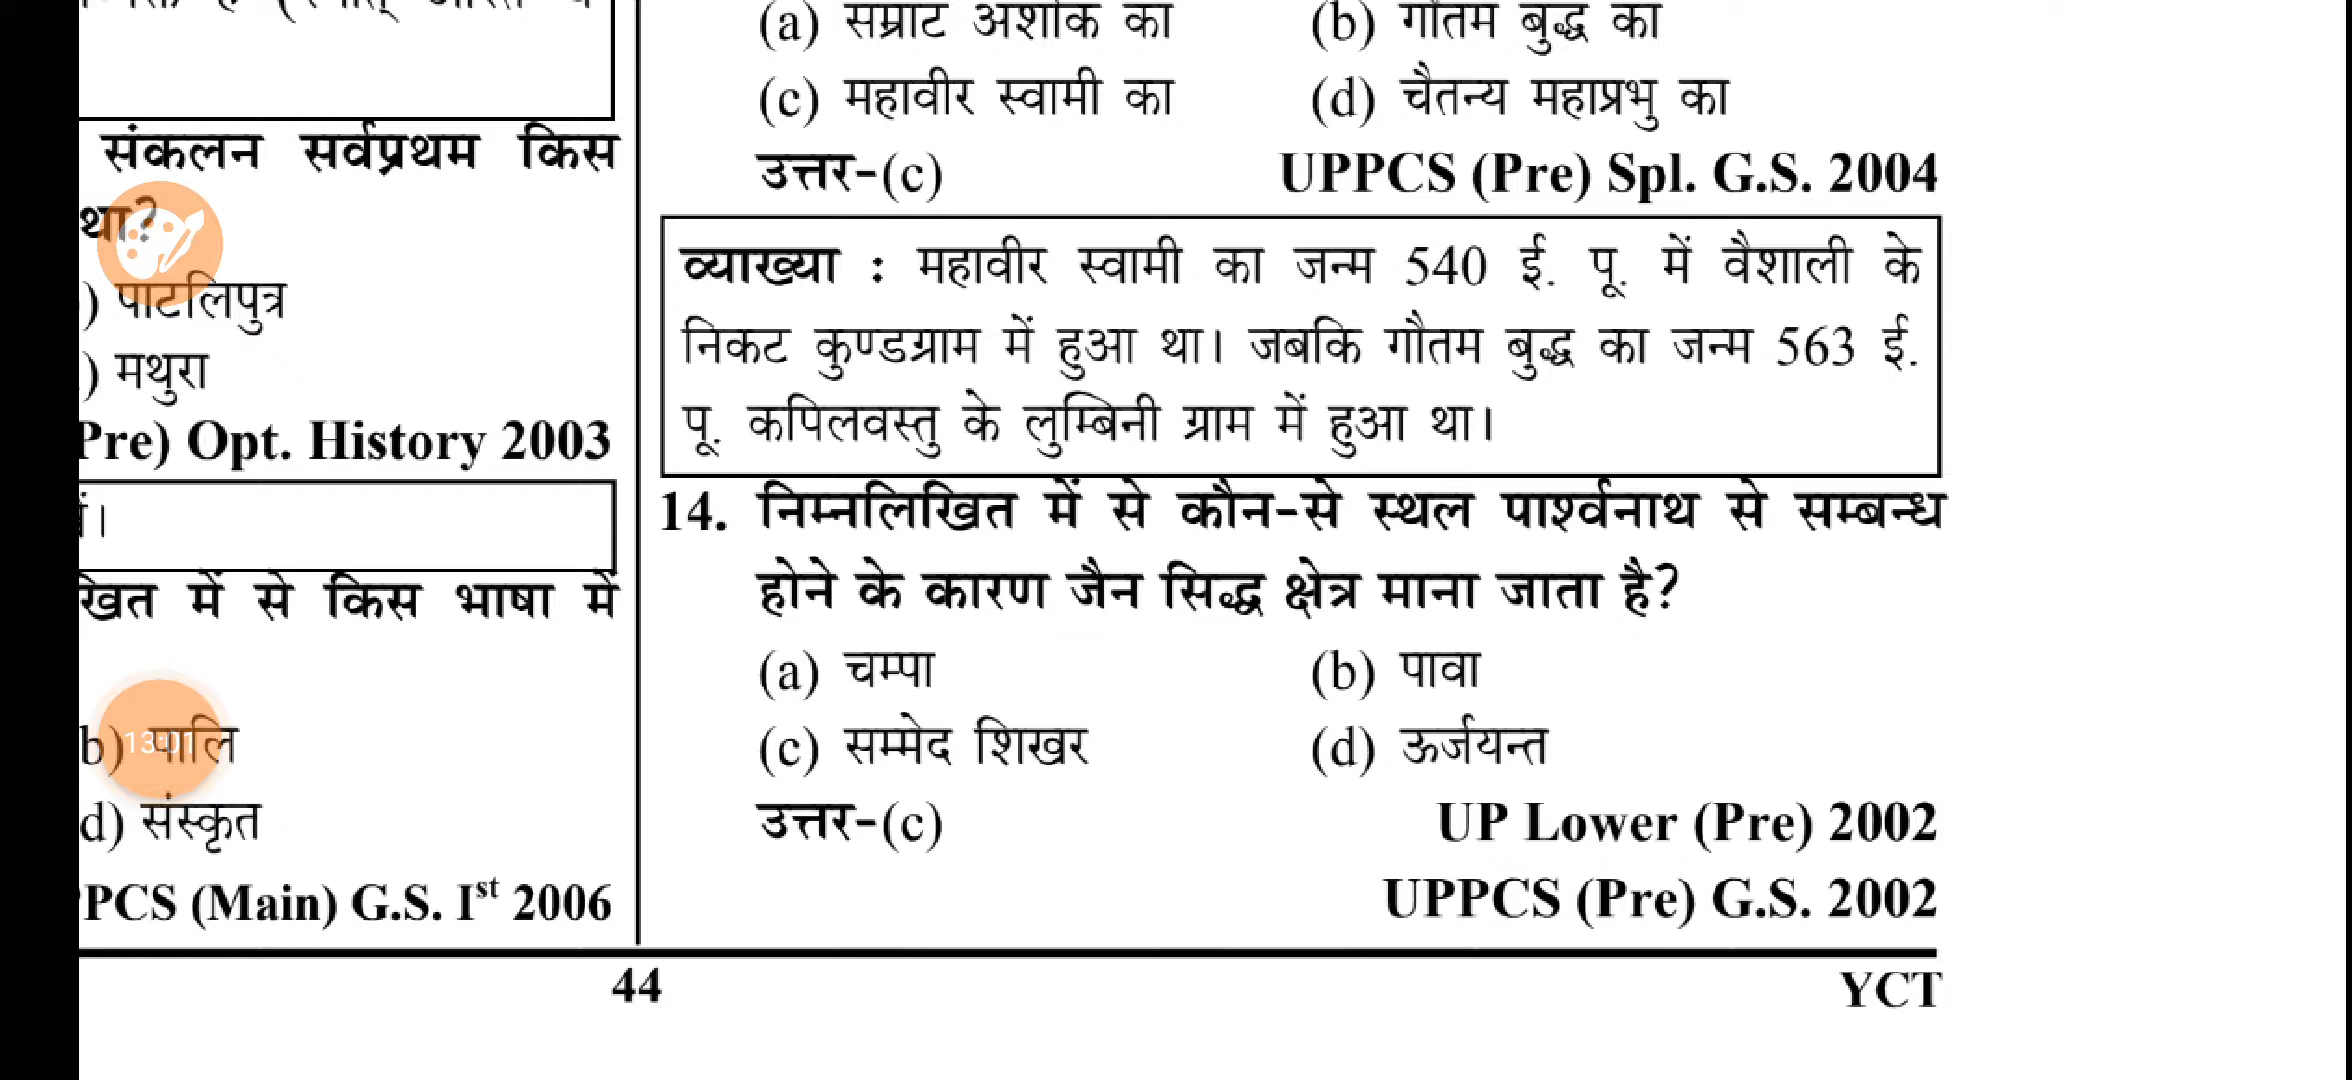 संकलन सर्वप्रथम किस
था?
) पाटलिपुत्र
) मथुरा
Pre) Opt. History 2003
खित में से किस भाषा में
b) पालि
13:01
d) संस्कृत
PCS (Main) G.S. Iˢᵗ 2006
(a) सम्राट अशोक का (b) गौतम बुद्ध का
(c) महावीर स्वामी का (d) चैतन्य महाप्रभु का
उत्तर-(c) UPPCS (Pre) Spl. G.S. 2004
व्याख्या : महावीर स्वामी का जन्म 540 ई. पू. में वैशाली के
निकट कुण्डग्राम में हुआ था। जबकि गौतम बुद्ध का जन्म 563 ई.
पू. कपिलवस्तु के लुम्बिनी ग्राम में हुआ था।
14. निम्नलिखित में से कौन-से स्थल पार्श्वनाथ से सम्बन्ध
होने के कारण जैन सिद्ध क्षेत्र माना जाता है?
(a) चम्पा (b) पावा
(c) सम्मेद शिखर (d) ऊर्जयन्त
उत्तर-(c) UP Lower (Pre) 2002
UPPCS (Pre) G.S. 2002
44 YCT